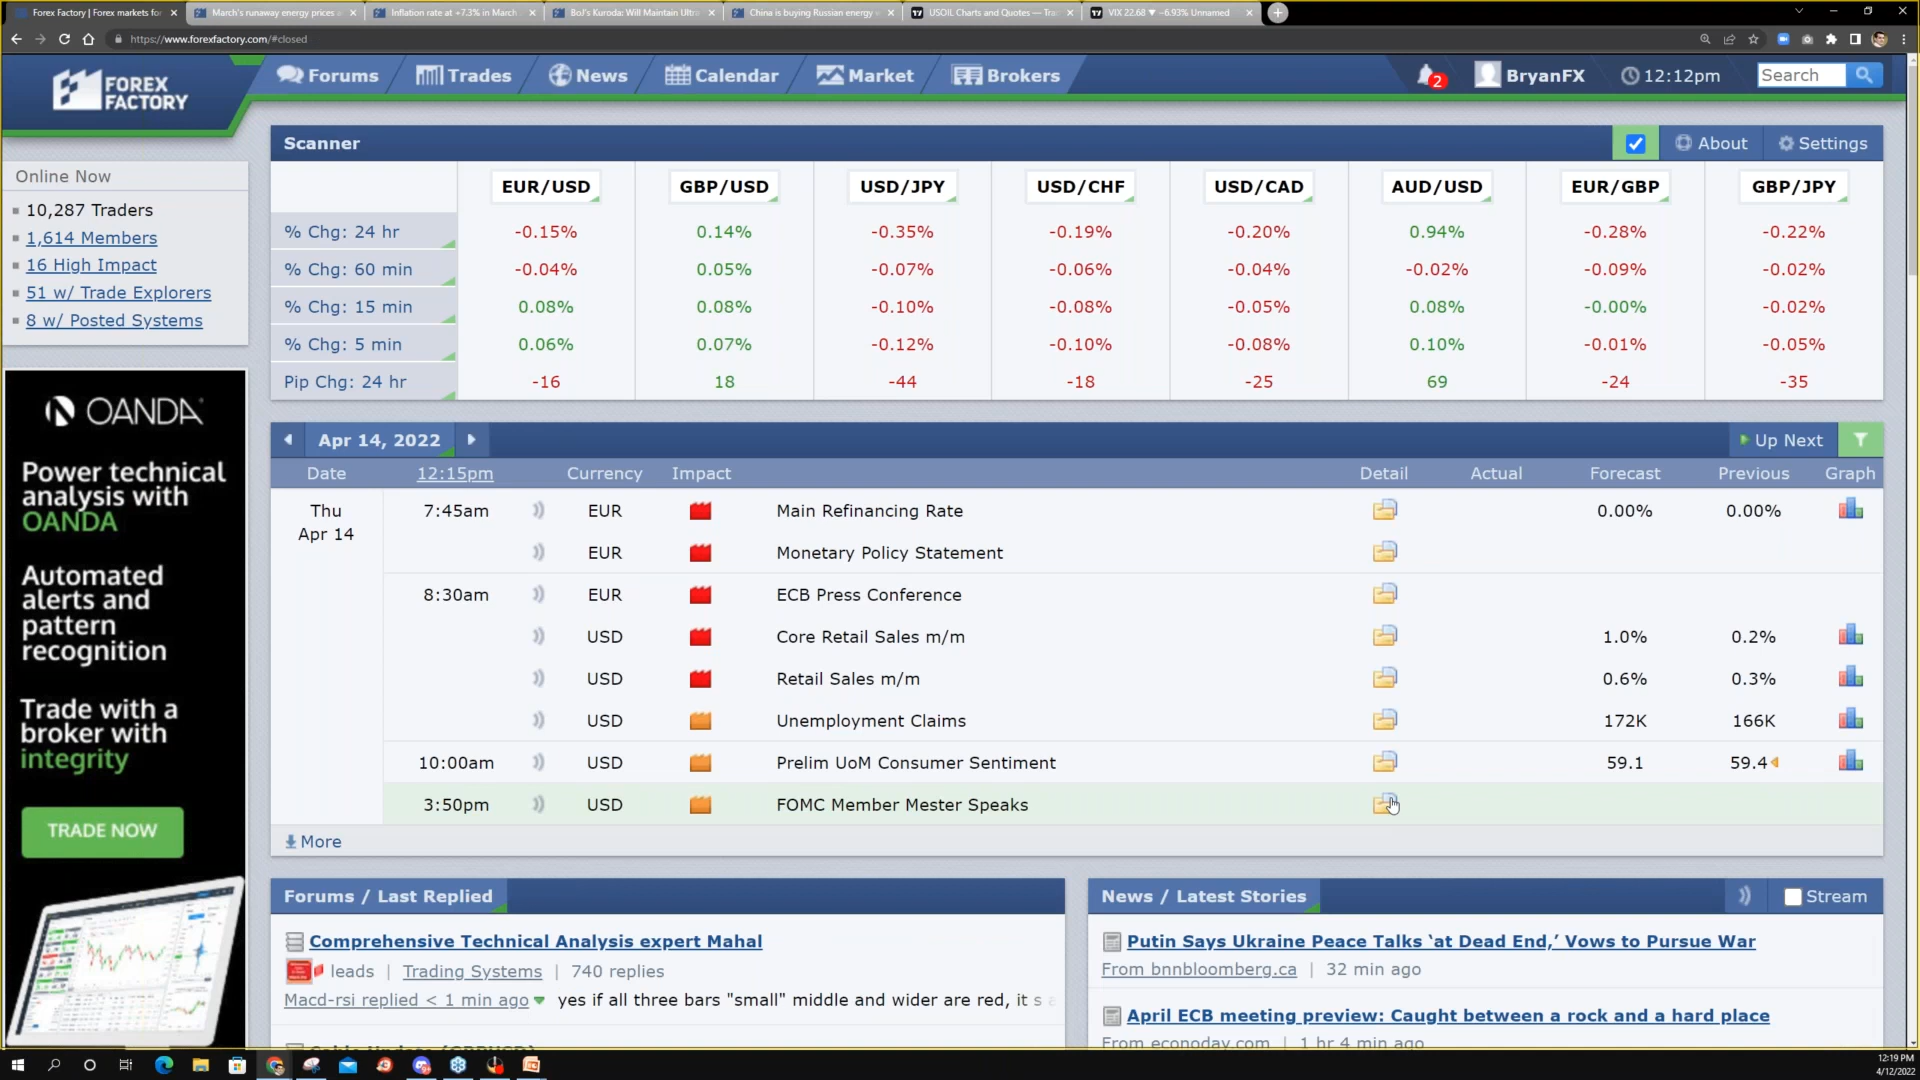 Forex Factory | Forex markets for
March's runaway energy prices a
Inflation rate at +7.3% in March
BoJ's Kuroda: Will Maintain Ultra
China is buying Russian energy w
USOIL Charts and Quotes — Tra
VIX 22.68 ▼ −6.93% Unnamed
https://www.forexfactory.com/#closed
FOREX
FACTORY
Forums
Trades
News
Calendar
Market
Brokers
2
BryanFX
12:12pm
Search
Online Now
10,287 Traders
1,614 Members
16 High Impact
51 w/ Trade Explorers
8 w/ Posted Systems
OANDA
Power technical
analysis with
OANDA
Automated
alerts and
pattern
recognition
Trade with a
broker with
integrity
TRADE NOW
Scanner
About
Settings
EUR/USD GBP/USD USD/JPY USD/CHF USD/CAD AUD/USD EUR/GBP GBP/JPY
% Chg: 24 hr -0.15% 0.14% -0.35% -0.19% -0.20% 0.94% -0.28% -0.22%
% Chg: 60 min -0.04% 0.05% -0.07% -0.06% -0.04% -0.02% -0.09% -0.02%
% Chg: 15 min 0.08% 0.08% -0.10% -0.08% -0.05% 0.08% -0.00% -0.02%
% Chg: 5 min 0.06% 0.07% -0.12% -0.10% -0.08% 0.10% -0.01% -0.05%
Pip Chg: 24 hr -16 18 -44 -18 -25 69 -24 -35
Apr 14, 2022
Up Next
Date 12:15pm Currency Impact Detail Actual Forecast Previous Graph
Thu 7:45am EUR Main Refinancing Rate 0.00% 0.00%
Apr 14
EUR Monetary Policy Statement
8:30am EUR ECB Press Conference
USD Core Retail Sales m/m 1.0% 0.2%
USD Retail Sales m/m 0.6% 0.3%
USD Unemployment Claims 172K 166K
10:00am USD Prelim UoM Consumer Sentiment 59.1 59.4
3:50pm USD FOMC Member Mester Speaks
More
Forums / Last Replied
Comprehensive Technical Analysis expert Mahal
leads | Trading Systems | 740 replies
Macd-rsi replied < 1 min ago yes if all three bars "small" middle and wider are red, it s a
News / Latest Stories
Stream
Putin Says Ukraine Peace Talks ‘at Dead End,’ Vows to Pursue War
From bnnbloomberg.ca | 32 min ago
April ECB meeting preview: Caught between a rock and a hard place
From econoday.com | 1 hr 4 min ago
12:19 PM
4/12/2022